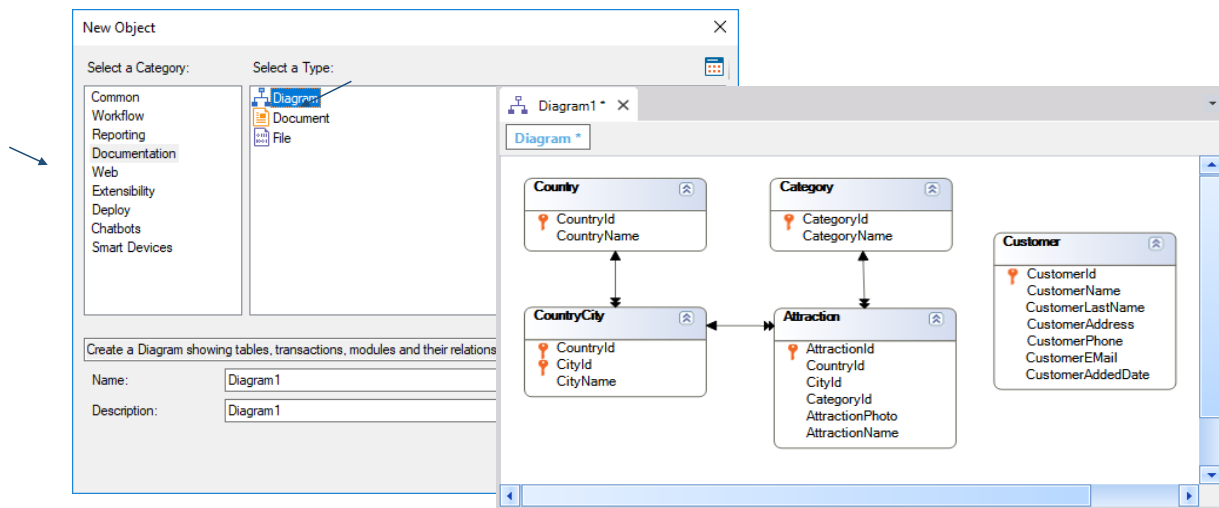 New Object
Select a Category:
Select a Type:
Common
Workflow
Reporting
Documentation
Web
Extensibility
Deploy
Chatbots
Smart Devices
Diagram
Document
File
Create a Diagram showing tables, transactions, modules and their relations
Name:
Diagram1
Description:
Diagram1
Diagram1 *
Diagram *
Country
CountryId
CountryName
Category
CategoryId
CategoryName
Customer
CustomerId
CustomerName
CustomerLastName
CustomerAddress
CustomerPhone
CustomerEMail
CustomerAddedDate
CountryCity
CountryId
CityId
CityName
Attraction
AttractionId
CountryId
CityId
CategoryId
AttractionPhoto
AttractionName